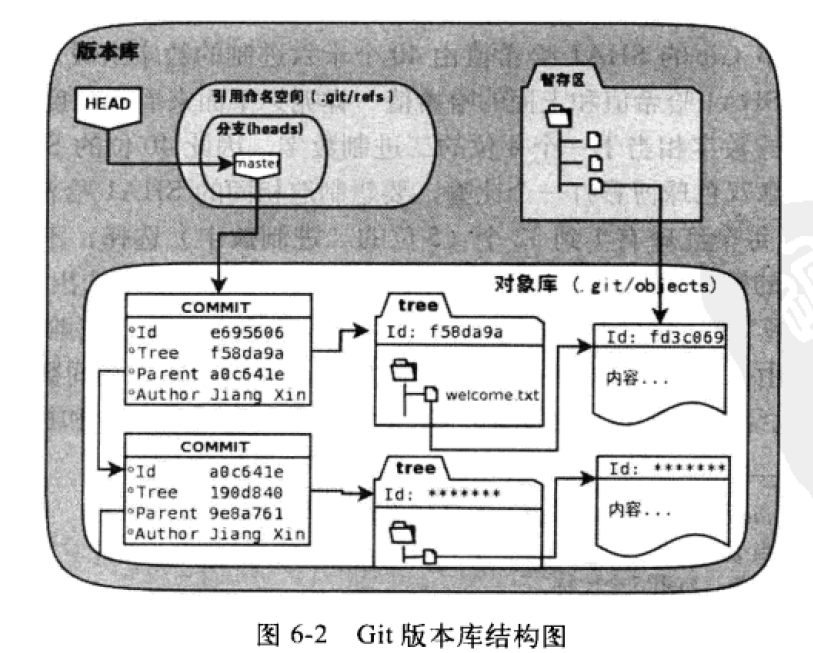 版本库
HEAD
引用命名空间 (.git/refs)
分支(heads)
master
暂存区
对象库 (.git/objects)
COMMIT
Id e695606
Tree f58da9a
Parent a0c641e
Author Jiang Xin
tree
Id: f58da9a
welcome.txt
Id: fd3c069
内容...
COMMIT
Id a0c641e
Tree 190d840
Parent 9e8a761
Author Jiang Xin
tree
Id: *******
Id: *******
内容...
图 6-2 Git 版本库结构图